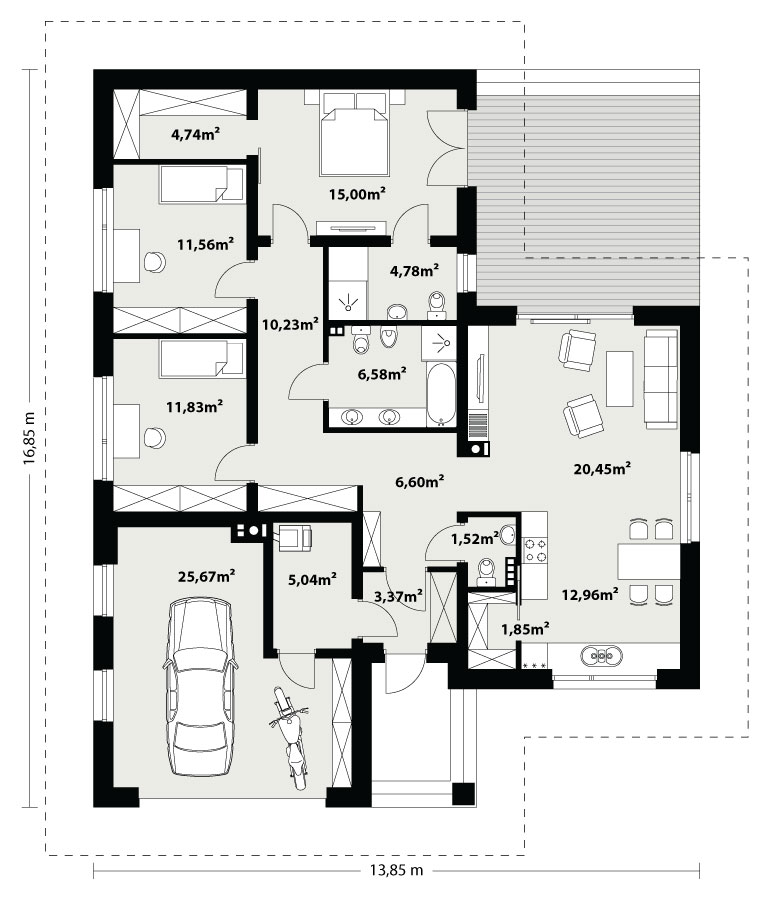 4,74m²
15,00m²
11,56m²
4,78m²
10,23m²
6,58m²
11,83m²
20,45m²
6,60m²
1,52m²
25,67m²
5,04m²
3,37m²
12,96m²
1,85m²
16,85 m
13,85 m